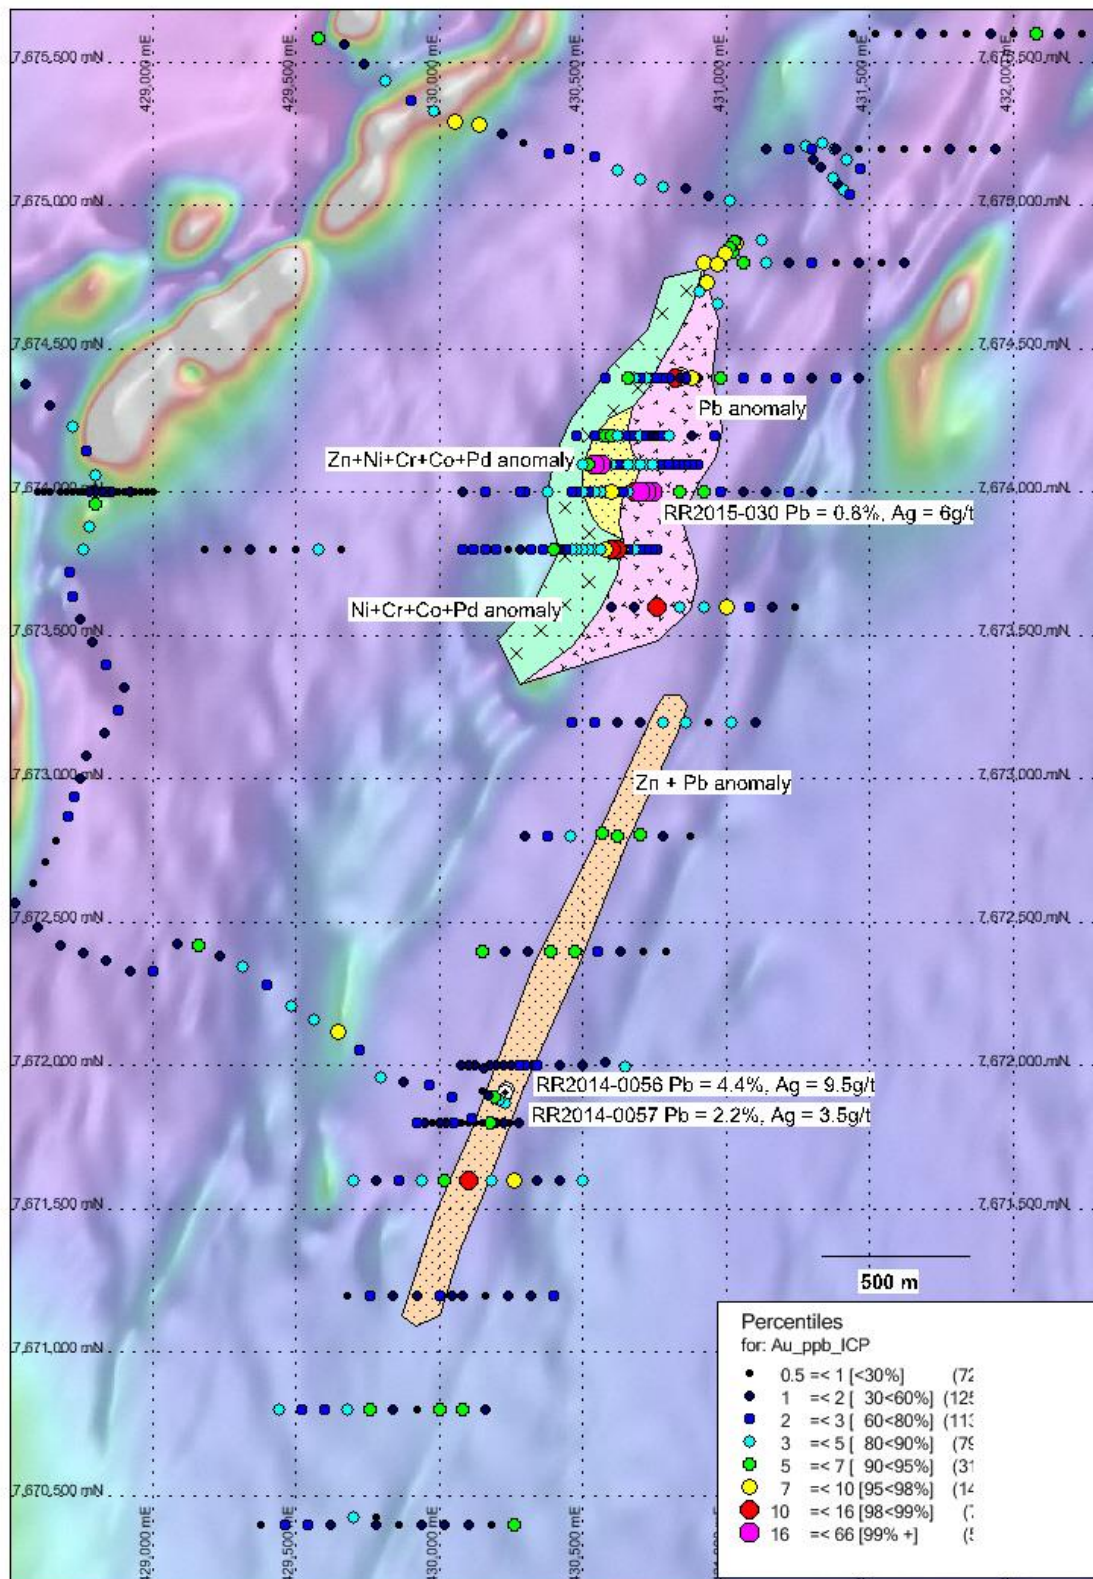 429,000 mE
429,500 mE
430,000 mE
430,500 mE
431,000 mE
431,500 mE
432,000 mE
7,675,500 mN
7,675,000 mN 7,675,000 mN
7,674,500 mN 7,674,500 mN
Pb anomaly
Zn+Ni+Cr+Co+Pd anomaly
7,674,000 mN 7,674,000 mN
RR2015-030 Pb = 0.8%, Ag = 6g/t
Ni+Cr+Co+Pd anomaly
7,673,500 mN 7,673,500 mN
7,673,000 mN 7,673,000 mN
Zn + Pb anomaly
7,672,500 mN 7,672,500 mN
7,672,000 mN 7,672,000 mN
RR2014-0056 Pb = 4.4%, Ag = 9.5g/t
RR2014-0057 Pb = 2.2%, Ag = 3.5g/t
7,671,500 mN 7,671,500 mN
500 m
7,671,000 mN
7,670,500 mN
Percentiles
for: Au_ppb_ICP
0.5 =< 1 [<30%] (72
1 =< 2 [ 30<60%] (125
2 =< 3 [ 60<80%] (113
3 =< 5 [ 80<90%] (79
5 =< 7 [ 90<95%] (31
7 =< 10 [95<98%] (14
10 =< 16 [98<99%]
16 =< 66 [99% +]
429,000 mE
429,500 mE
430,000 mE
430,500 mE